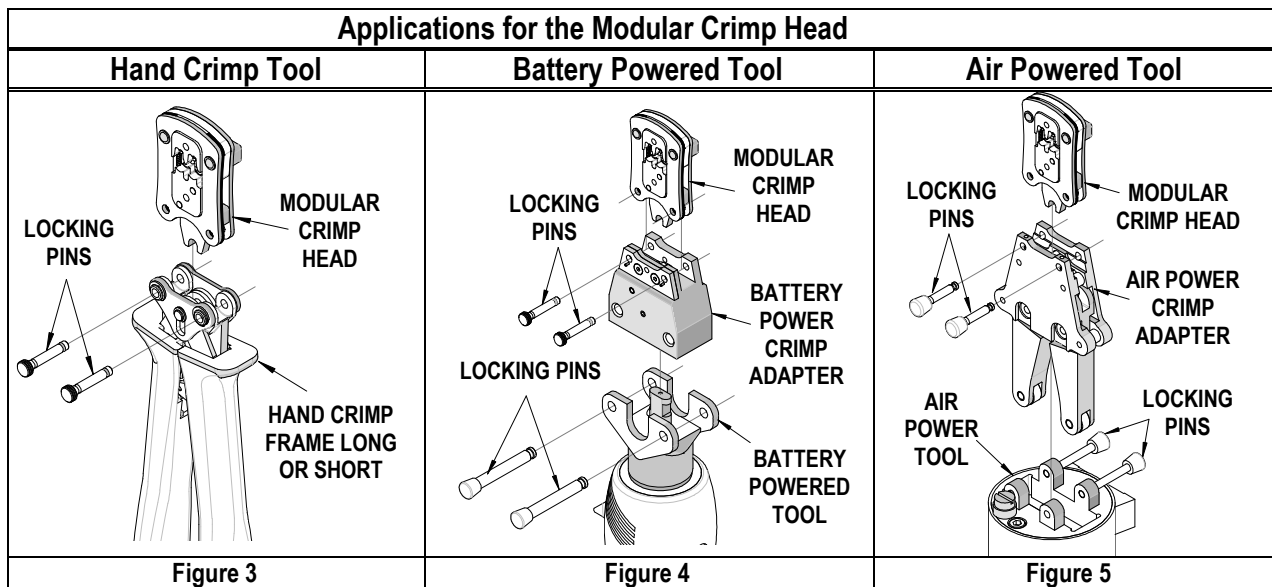 Applications for the Modular Crimp Head
Hand Crimp Tool
Battery Powered Tool
Air Powered Tool
LOCKING
PINS
MODULAR
CRIMP
HEAD
HAND CRIMP
FRAME LONG
OR SHORT
LOCKING
PINS
MODULAR
CRIMP
HEAD
BATTERY
POWER
CRIMP
ADAPTER
LOCKING PINS
BATTERY
POWERED
TOOL
LOCKING
PINS
MODULAR
CRIMP HEAD
AIR POWER
CRIMP
ADAPTER
AIR
POWER
TOOL
LOCKING
PINS
Figure 3
Figure 4
Figure 5